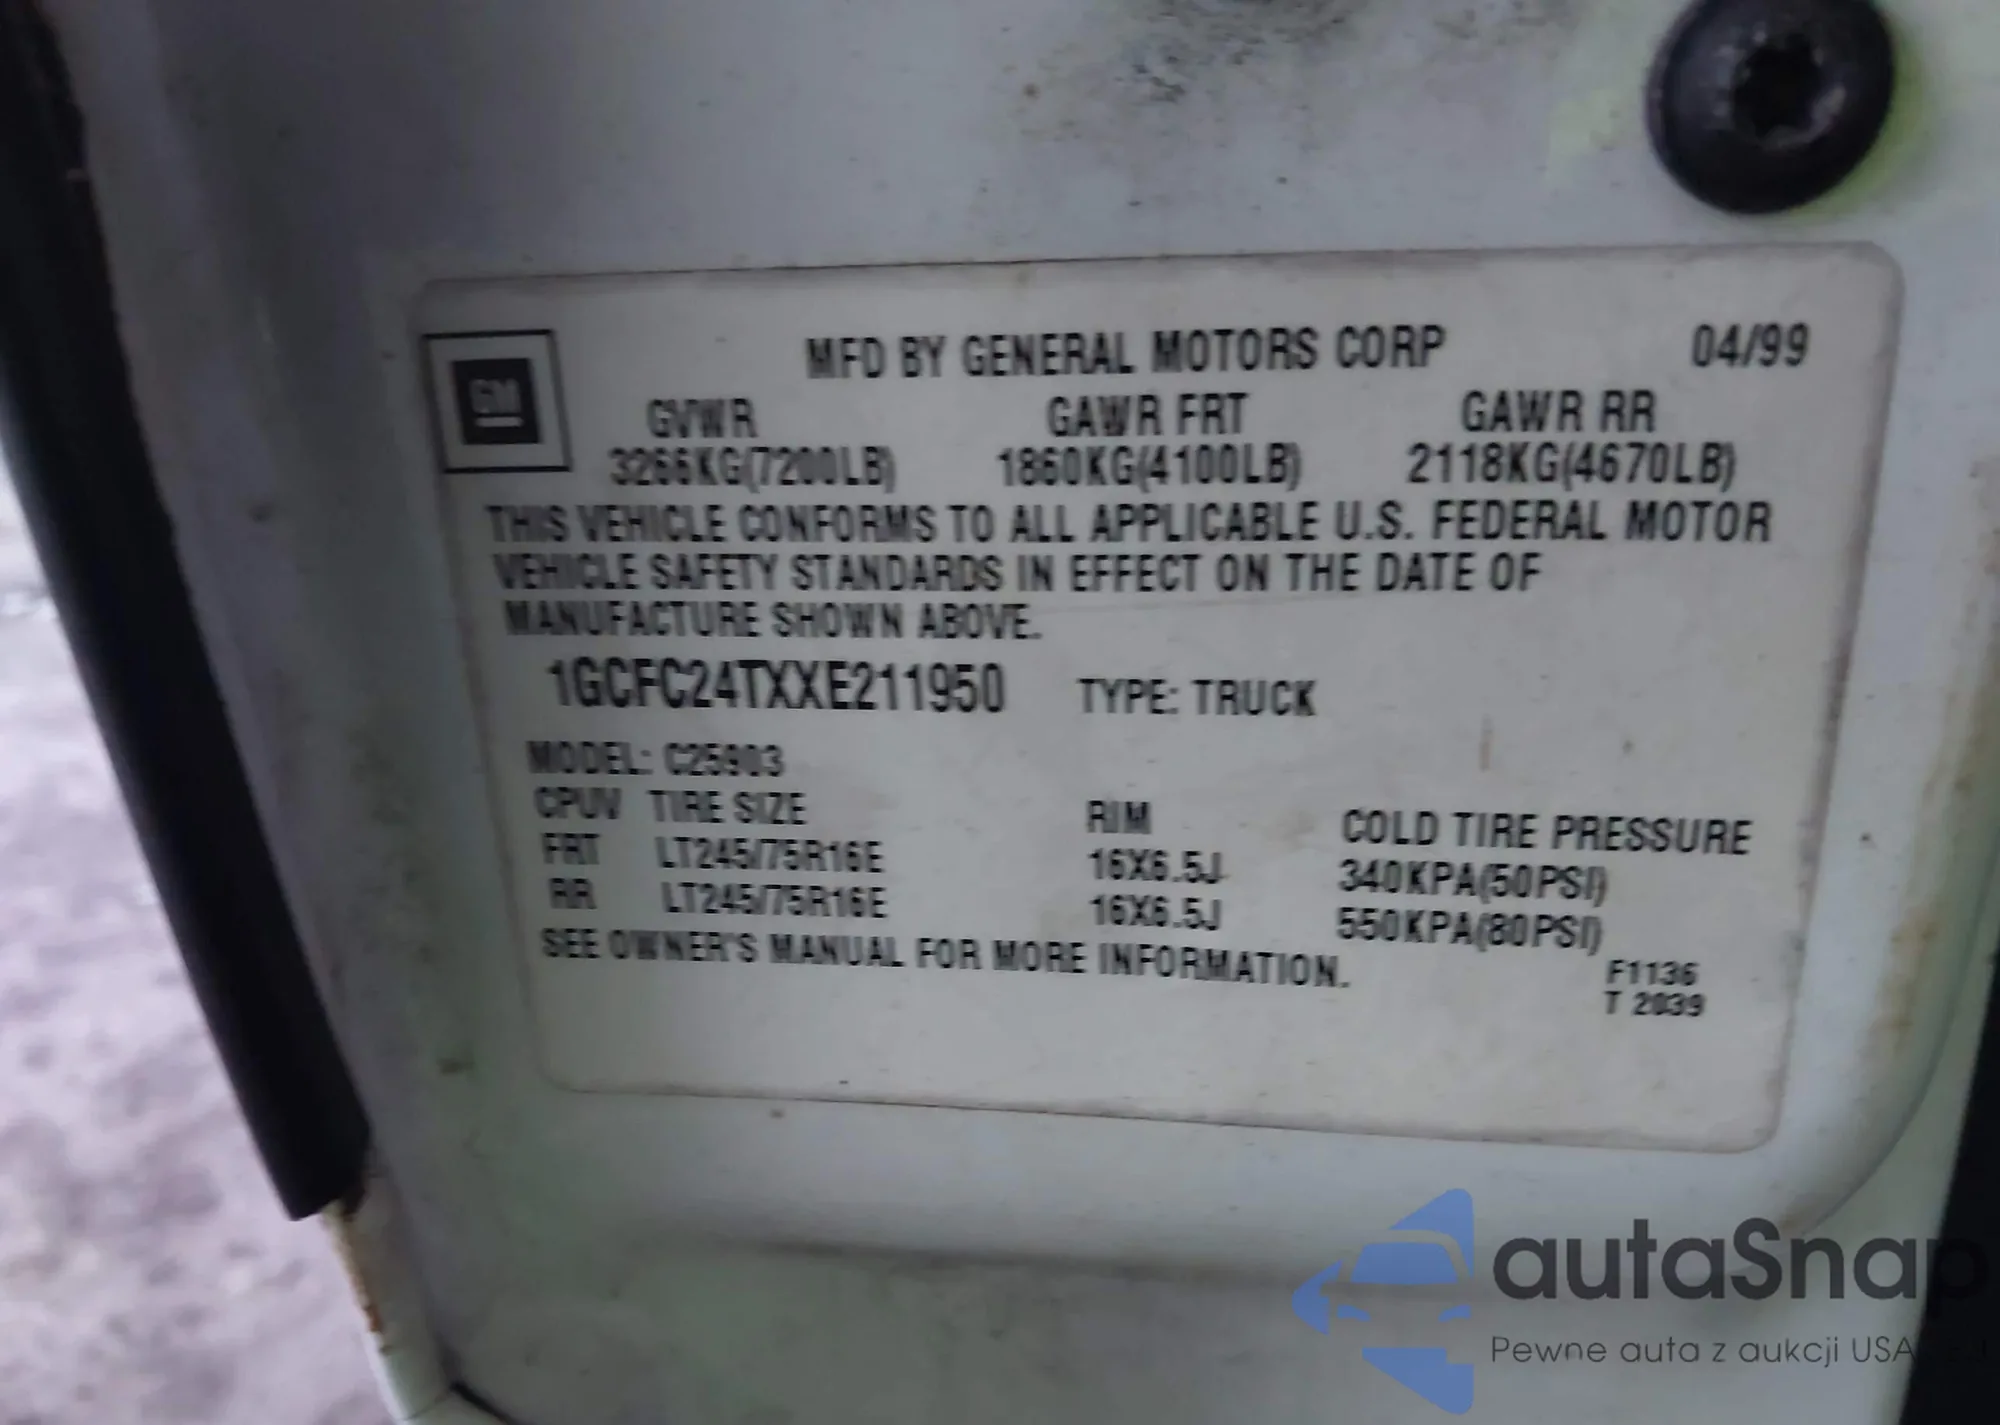 MFD BY GENERAL MOTORS CORP 04/99
GM
GVWR GAWR FRT GAWR RR
3266KG(7200LB) 1860KG(4100LB) 2118KG(4670LB)
THIS VEHICLE CONFORMS TO ALL APPLICABLE U.S. FEDERAL MOTOR
VEHICLE SAFETY STANDARDS IN EFFECT ON THE DATE OF
MANUFACTURE SHOWN ABOVE.
1GCFC24TXXE211950 TYPE: TRUCK
MODEL: C25903
CPUV TIRE SIZE RIM COLD TIRE PRESSURE
FRT LT245/75R16E 16X6.5J 340KPA(50PSI)
RR LT245/75R16E 16X6.5J 550KPA(80PSI)
SEE OWNER'S MANUAL FOR MORE INFORMATION.
F1136
T 2039
autaSnap
Pewne auta z aukcji USA